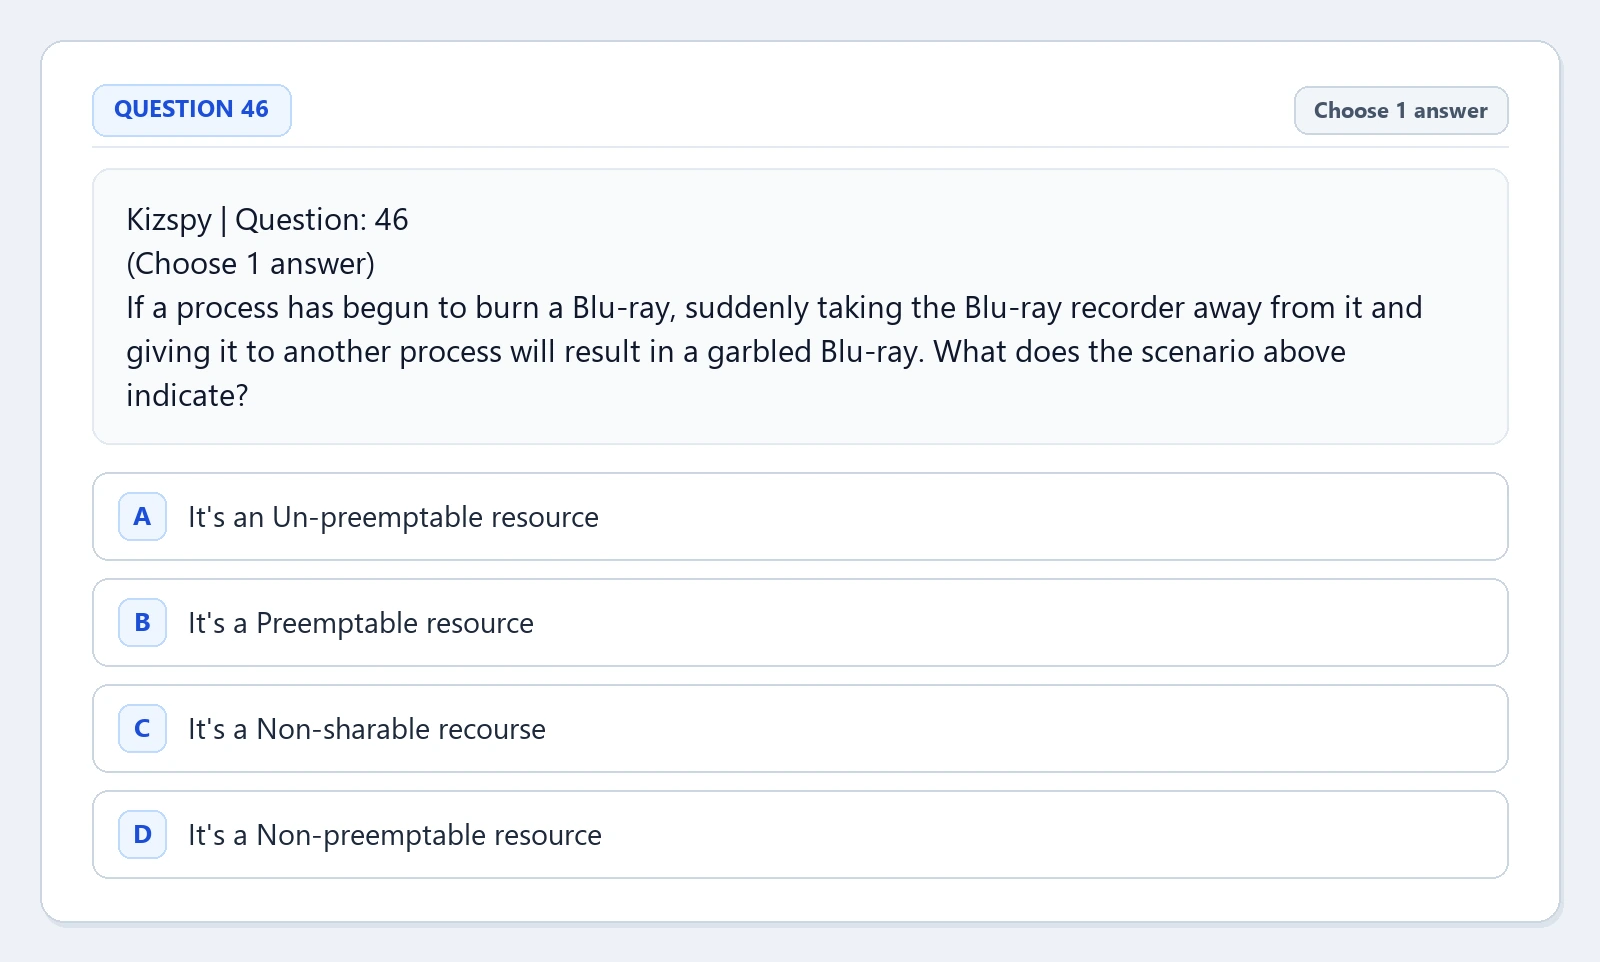 QUESTION 46
Choose 1 answer
Kizspy | Question: 46
(Choose 1 answer)
If a process has begun to burn a Blu-ray, suddenly taking the Blu-ray recorder away from it and
giving it to another process will result in a garbled Blu-ray. What does the scenario above
indicate?
A It's an Un-preemptable resource
B It's a Preemptable resource
C It's a Non-sharable recourse
D It's a Non-preemptable resource